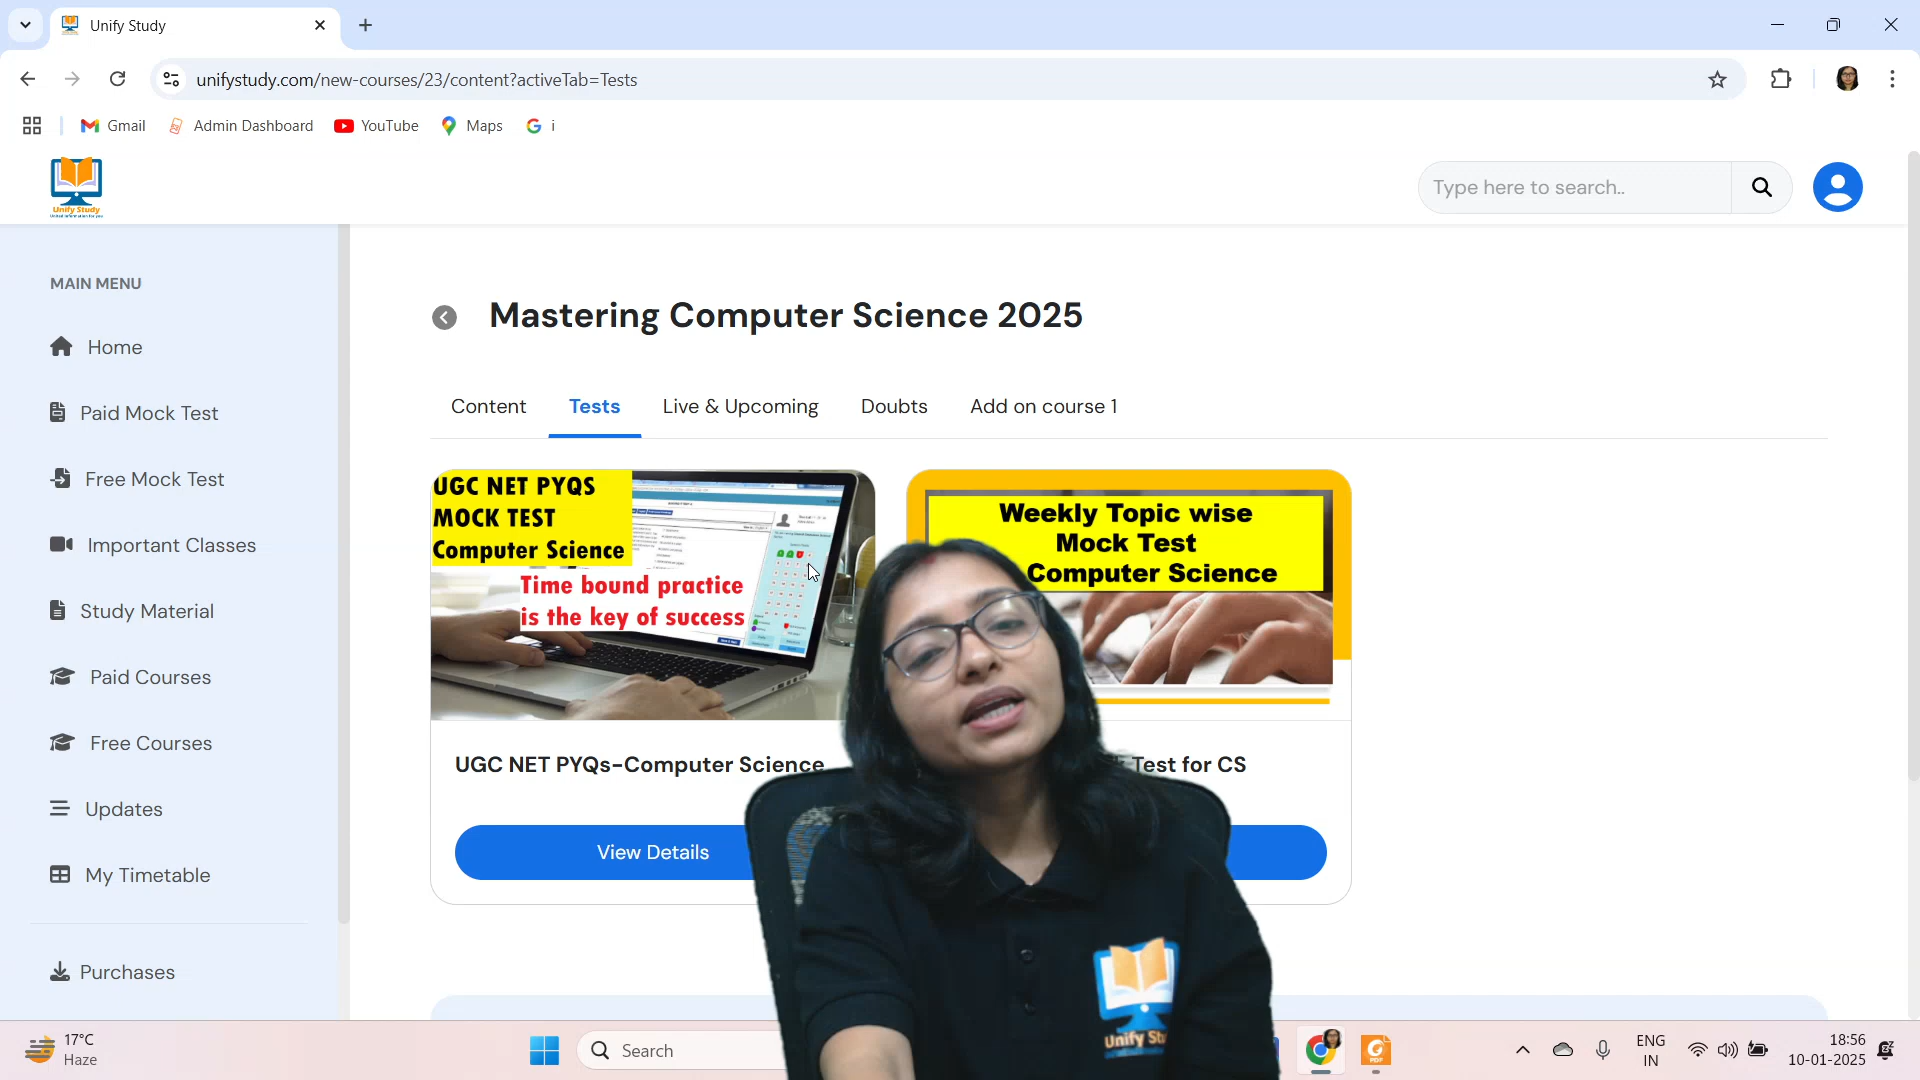 Unify Study
unifystudy.com/new-courses/23/content?activeTab=Tests
Gmail
Admin Dashboard
YouTube
Maps
i
Unify Study
Type here to search..
MAIN MENU
Home
Paid Mock Test
Free Mock Test
Important Classes
Study Material
Paid Courses
Free Courses
Updates
My Timetable
Purchases
Mastering Computer Science 2025
Content
Tests
Live & Upcoming
Doubts
Add on course 1
UGC NET PYQS
MOCK TEST
Computer Science
Time bound practice
is the key of success
UGC NET PYQs-Computer Science
View Details
Weekly Topic wise
Mock Test
Computer Science
Test for CS
Unify
17°C
Haze
Search
PDF
ENG
IN
18:56
10-01-2025